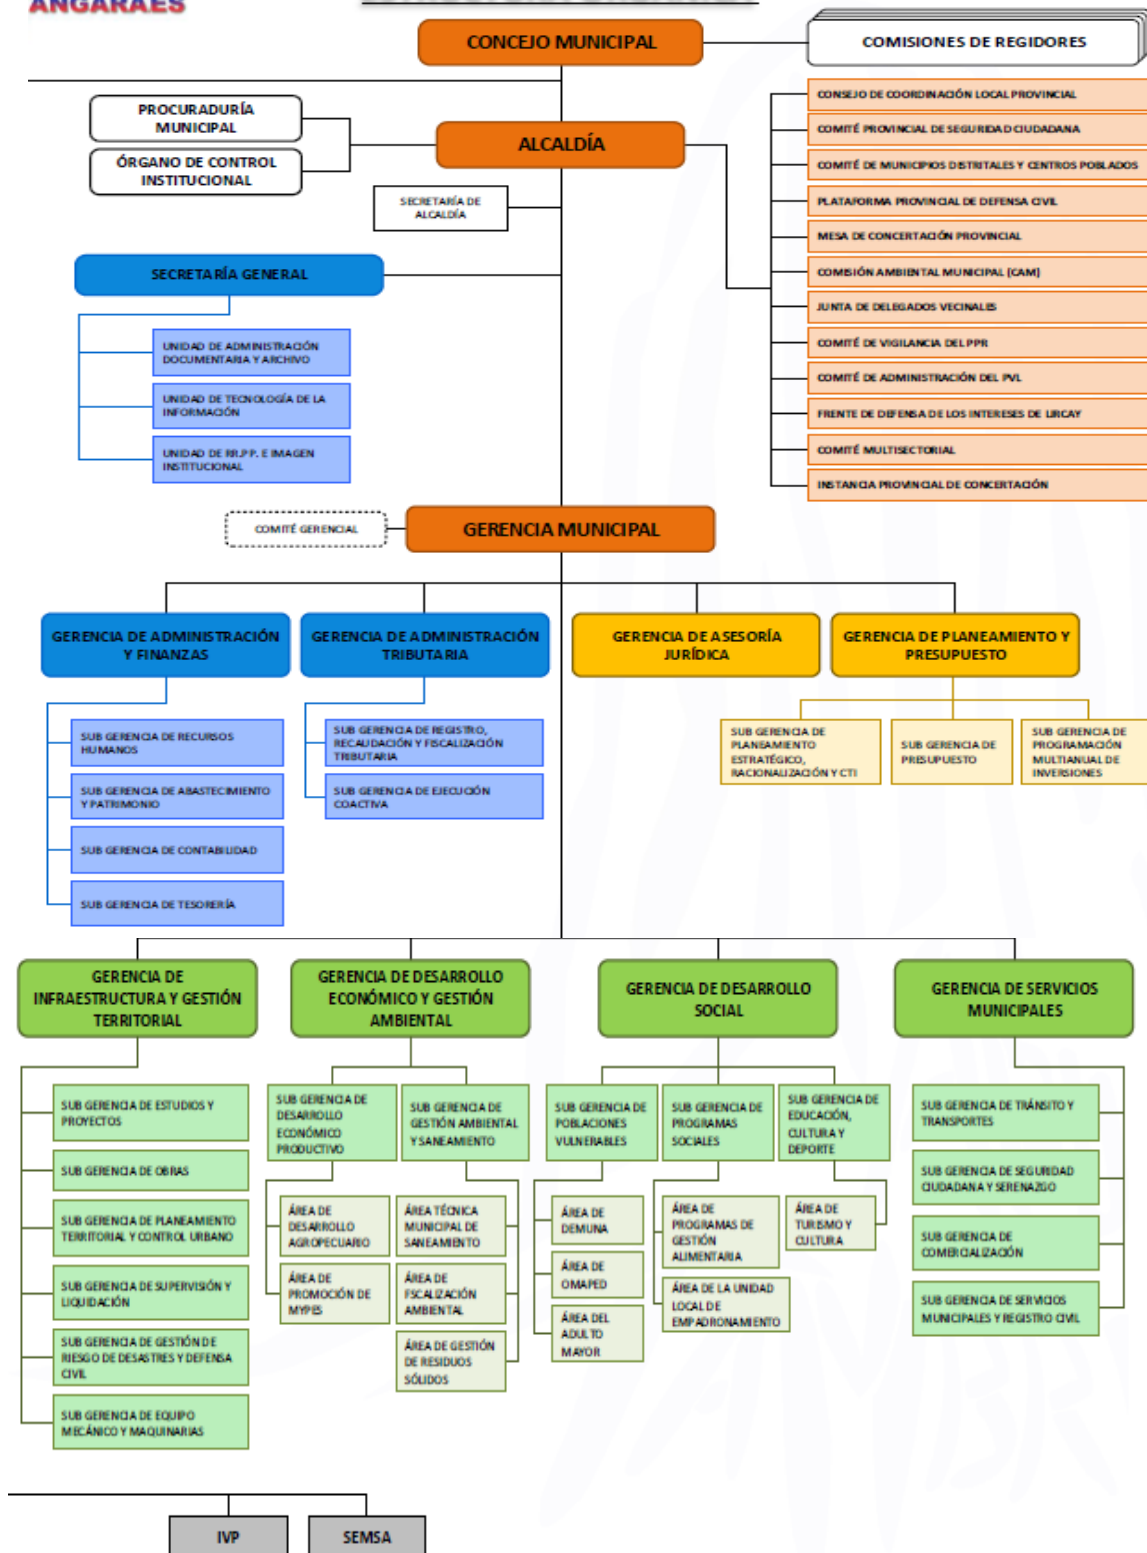 ANGARAES
CONCEJO MUNICIPAL
COMISIONES DE REGIDORES
PROCURADURÍA
MUNICIPAL
ÓRGANO DE CONTROL
INSTITUCIONAL
ALCALDÍA
SECRETARÍA DE
ALCALDÍA
CONSEJO DE COORDINACIÓN LOCAL PROVINCIAL
COMITÉ PROVINCIAL DE SEGURIDAD CIUDADANA
COMITÉ DE MUNICIPIOS DISTRITALES Y CENTROS POBLADOS
PLATAFORMA PROVINCIAL DE DEFENSA CIVIL
MESA DE CONCERTACIÓN PROVINCIAL
COMISIÓN AMBIENTAL MUNICIPAL (CAM)
JUNTA DE DELEGADOS VECINALES
COMITÉ DE VIGILANCIA DEL PPR
COMITÉ DE ADMINISTRACIÓN DEL PVL
FRENTE DE DEFENSA DE LOS INTERESES DE LIRCAY
COMITÉ MULTISECTORIAL
INSTANCIA PROVINCIAL DE CONCERTACIÓN
SECRETARÍA GENERAL
UNIDAD DE ADMINISTRACIÓN
DOCUMENTARIA Y ARCHIVO
UNIDAD DE TECNOLOGÍA DE LA
INFORMACIÓN
UNIDAD DE RR.PP. E IMAGEN
INSTITUCIONAL
COMITÉ GERENCIAL
GERENCIA MUNICIPAL
GERENCIA DE ADMINISTRACIÓN
Y FINANZAS
GERENCIA DE ADMINISTRACIÓN
TRIBUTARIA
GERENCIA DE ASESORÍA
JURÍDICA
GERENCIA DE PLANEAMIENTO Y
PRESUPUESTO
SUB GERENCIA DE RECURSOS
HUMANOS
SUB GERENCIA DE ABASTECIMIENTO
Y PATRIMONIO
SUB GERENCIA DE CONTABILIDAD
SUB GERENCIA DE TESORERÍA
SUB GERENCIA DE REGISTRO,
RECAUDACIÓN Y FISCALIZACIÓN
TRIBUTARIA
SUB GERENCIA DE EJECUCIÓN
COACTIVA
SUB GERENCIA DE
PLANEAMIENTO
ESTRATÉGICO,
RACIONALIZACIÓN Y CTI
SUB GERENCIA DE
PRESUPUESTO
SUB GERENCIA DE
PROGRAMACIÓN
MULTIANUAL DE
INVERSIONES
GERENCIA DE
INFRAESTRUCTURA Y GESTIÓN
TERRITORIAL
GERENCIA DE DESARROLLO
ECONÓMICO Y GESTIÓN
AMBIENTAL
GERENCIA DE DESARROLLO
SOCIAL
GERENCIA DE SERVICIOS
MUNICIPALES
SUB GERENCIA DE ESTUDIOS Y
PROYECTOS
SUB GERENCIA DE OBRAS
SUB GERENCIA DE PLANEAMIENTO
TERRITORIAL Y CONTROL URBANO
SUB GERENCIA DE SUPERVISIÓN Y
LIQUIDACIÓN
SUB GERENCIA DE GESTIÓN DE
RIESGO DE DESASTRES Y DEFENSA
CIVIL
SUB GERENCIA DE EQUIPO
MECÁNICO Y MAQUINARIAS
SUB GERENCIA DE
DESARROLLO
ECONÓMICO
PRODUCTIVO
SUB GERENCIA DE
GESTIÓN AMBIENTAL
Y SANEAMIENTO
ÁREA DE
DESARROLLO
AGROPECUARIO
ÁREA DE
PROMOCIÓN DE
MYPES
ÁREA TÉCNICA
MUNICIPAL DE
SANEAMIENTO
ÁREA DE
FSCALIZACIÓN
AMBIENTAL
ÁREA DE GESTIÓN
DE RESIDUOS
SÓLIDOS
SUB GERENCIA DE
POBLACIONES
VULNERABLES
SUB GERENCIA DE
PROGRAMAS
SOCIALES
SUB GERENCIA DE
EDUCACIÓN,
CULTURA Y
DEPORTE
ÁREA DE
DEMUNA
ÁREA DE
OMAPED
ÁREA DEL
ADULTO
MAYOR
ÁREA DE
PROGRAMAS DE
GESTIÓN
ALIMENTARIA
ÁREA DE LA UNIDAD
LOCAL DE
EMPADRONAMIENTO
ÁREA DE
TURISMO Y
CULTURA
SUB GERENCIA DE TRÁNSITO Y
TRANSPORTES
SUB GERENCIA DE SEGURIDAD
CIUDADANA Y SERENAZGO
SUB GERENCIA DE
COMERCIALIZACIÓN
SUB GERENCIA DE SERVICIOS
MUNICIPALES Y REGISTRO CIVIL
IVP
SEMSA